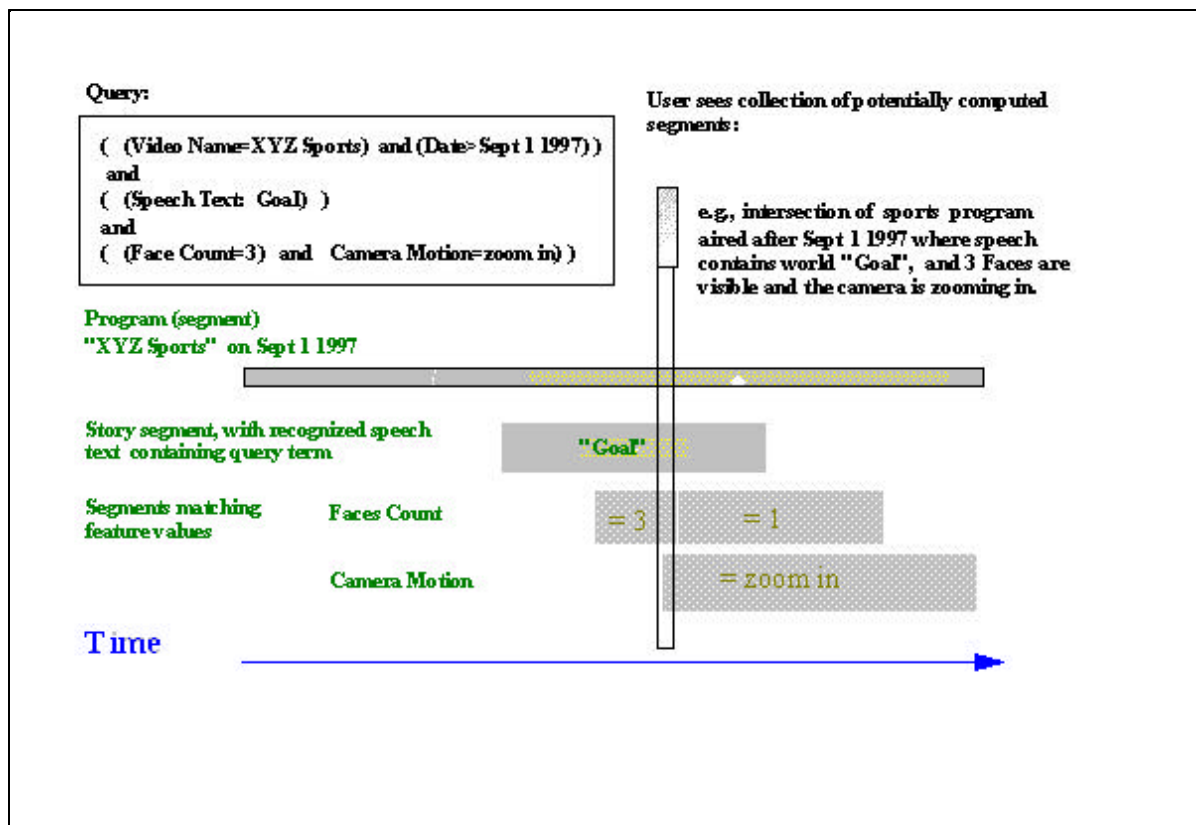 Query:
( (Video Name=XYZ Sports) and (Date>Sept 1 1997) )
and
( (Speech Text: Goal) )
and
( (Face Count=3) and Camera Motion=zoom in) )
User sees collection of potentially computed
segments:
e.g., intersection of sports program
aired after Sept 1 1997 where speech
contains world "Goal", and 3 Faces are
visible and the camera is zooming in.
Program (segment)
"XYZ Sports" on Sept 1 1997
Story segment, with recognized speech
text containing query term
"Goal"
Segments matching
feature values
Faces Count
= 3
= 1
Camera Motion
= zoom in
Time